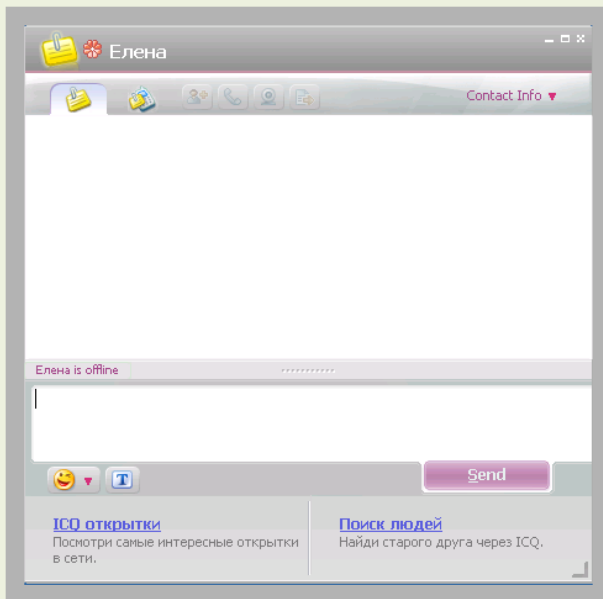 Елена
Contact Info
Елена is offline
T
Send
ICQ открытки
Посмотри самые интересные открытки
в сети.
Поиск людей
Найди старого друга через ICQ.